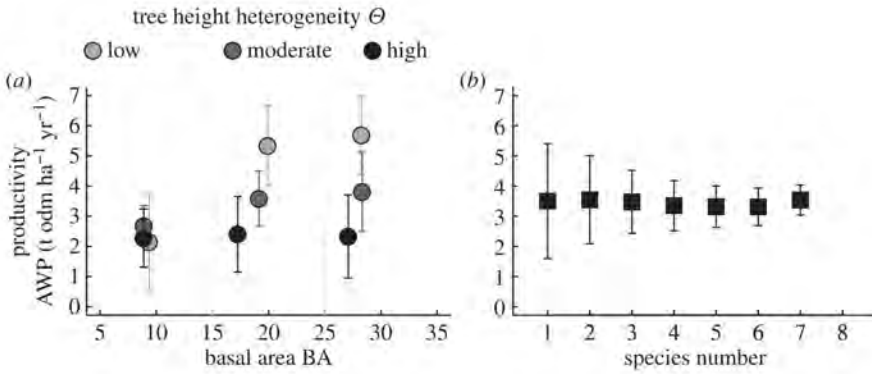 tree height heterogeneity Θ
low moderate high
(a)
7
6
5
4
3
2
1
0
productivity
AWP (t odm ha⁻¹ yr⁻¹)
5 10 15 20 25 30 35
basal area BA
(b)
7
6
5
4
3
2
1
0
1 2 3 4 5 6 7 8
species number